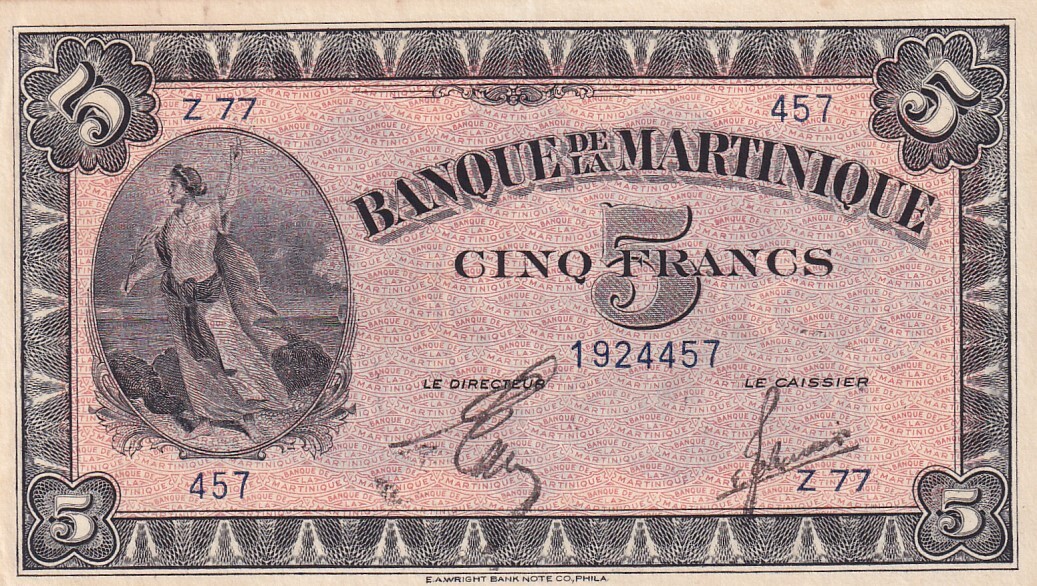 5 5
Z 77 457
BANQUE DE LA MARTINIQUE
5
CINQ FRANCS
1924457
LE DIRECTEUR LE CAISSIER
457 Z 77
5 5
E.A.WRIGHT BANK NOTE CO., PHILA.